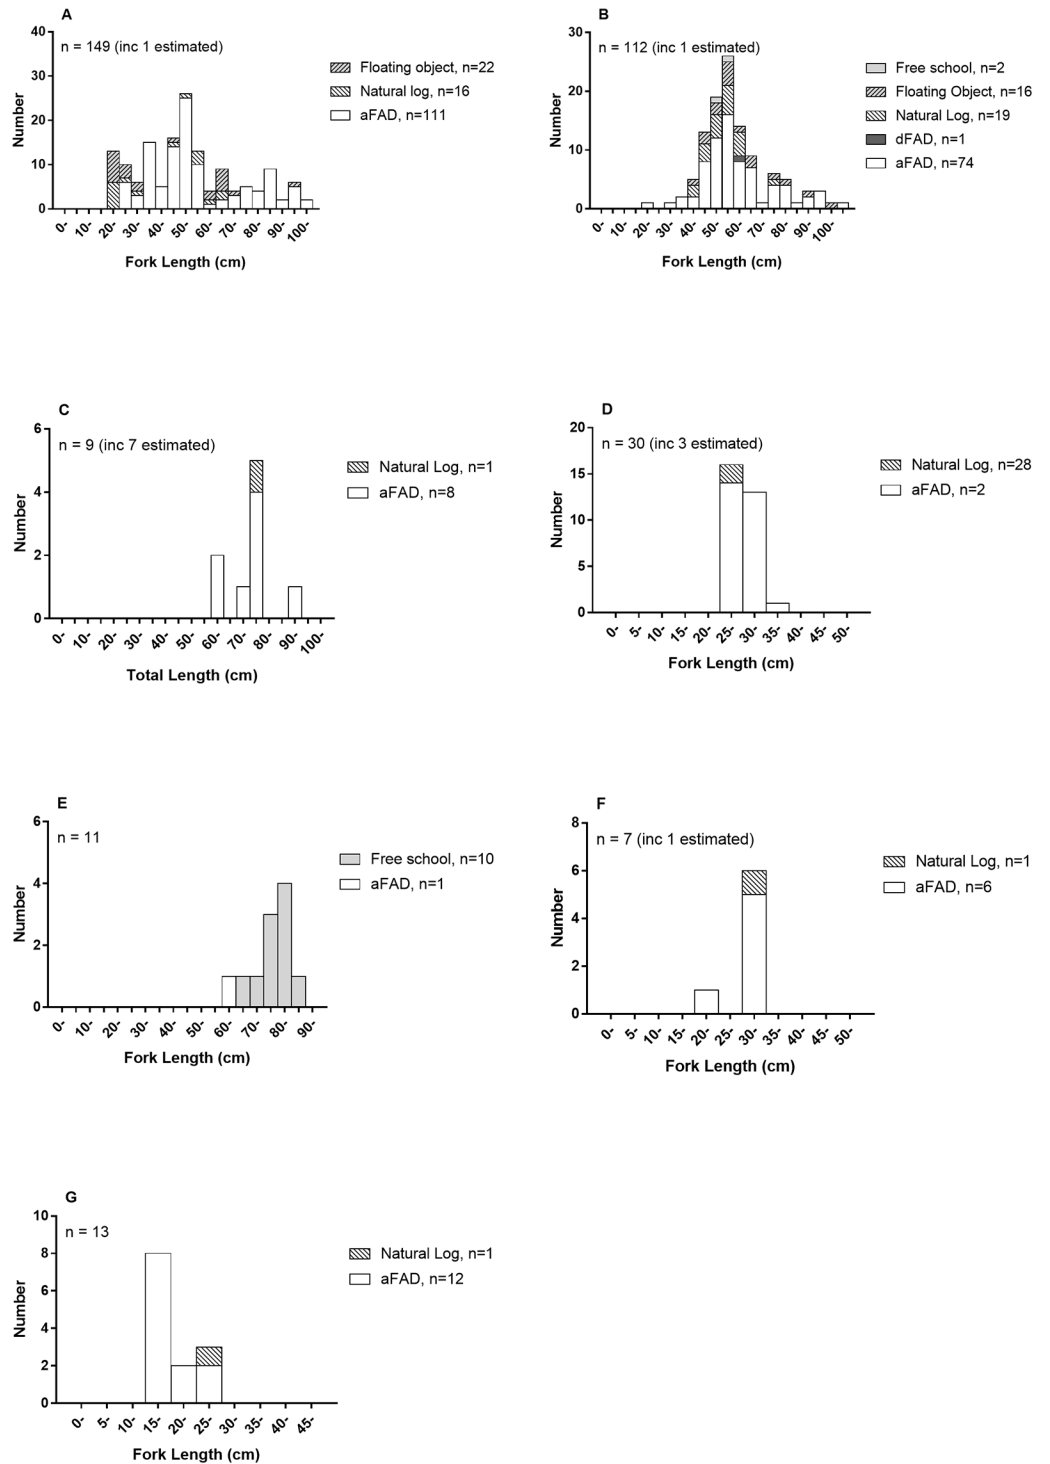 A
n = 149 (inc 1 estimated)
40
30
20
10
0
Number
0- 10- 20- 30- 40- 50- 60- 70- 80- 90- 100-
Fork Length (cm)
Floating object, n=22
Natural log, n=16
aFAD, n=111
B
n = 112 (inc 1 estimated)
30
20
10
0
Number
0- 10- 20- 30- 40- 50- 60- 70- 80- 90- 100-
Fork Length (cm)
Free school, n=2
Floating Object, n=16
Natural Log, n=19
dFAD, n=1
aFAD, n=74
C
n = 9 (inc 7 estimated)
6
4
2
0
Number
0- 10- 20- 30- 40- 50- 60- 70- 80- 90- 100-
Total Length (cm)
Natural Log, n=1
aFAD, n=8
D
n = 30 (inc 3 estimated)
20
15
10
5
0
Number
0- 5- 10- 15- 20- 25- 30- 35- 40- 45- 50-
Fork Length (cm)
Natural Log, n=28
aFAD, n=2
E
n = 11
6
4
2
0
Number
0- 10- 20- 30- 40- 50- 60- 70- 80- 90-
Fork Length (cm)
Free school, n=10
aFAD, n=1
F
n = 7 (inc 1 estimated)
8
6
4
2
0
Number
0- 5- 10- 15- 20- 25- 30- 35- 40- 45- 50-
Fork Length (cm)
Natural Log, n=1
aFAD, n=6
G
n = 13
10
8
6
4
2
0
Number
0- 5- 10- 15- 20- 25- 30- 35- 40- 45-
Fork Length (cm)
Natural Log, n=1
aFAD, n=12